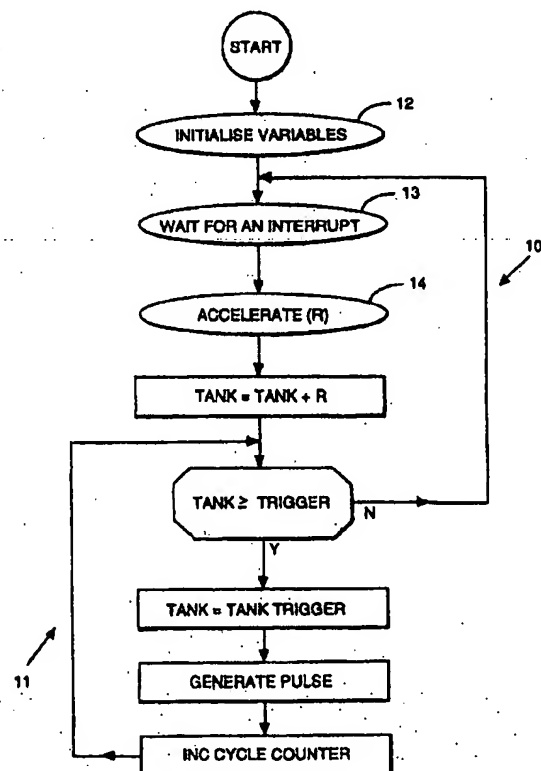 START
12
INITIALISE VARIABLES
13
WAIT FOR AN INTERRUPT
10
14
ACCELERATE (R)
TANK = TANK + R
TANK ≥ TRIGGER
N
Y
TANK = TANK TRIGGER
11
GENERATE PULSE
INC CYCLE COUNTER